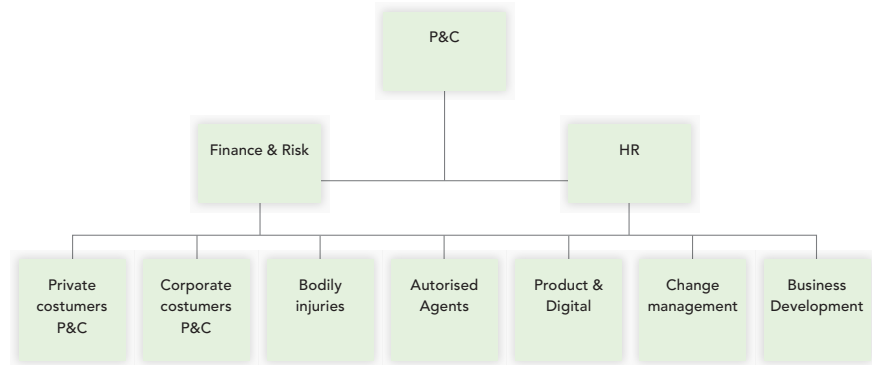 P&C
Finance & Risk
HR
Private
costumers
P&C
Corporate
costumers
P&C
Bodily
injuries
Autorised
Agents
Product &
Digital
Change
management
Business
Development